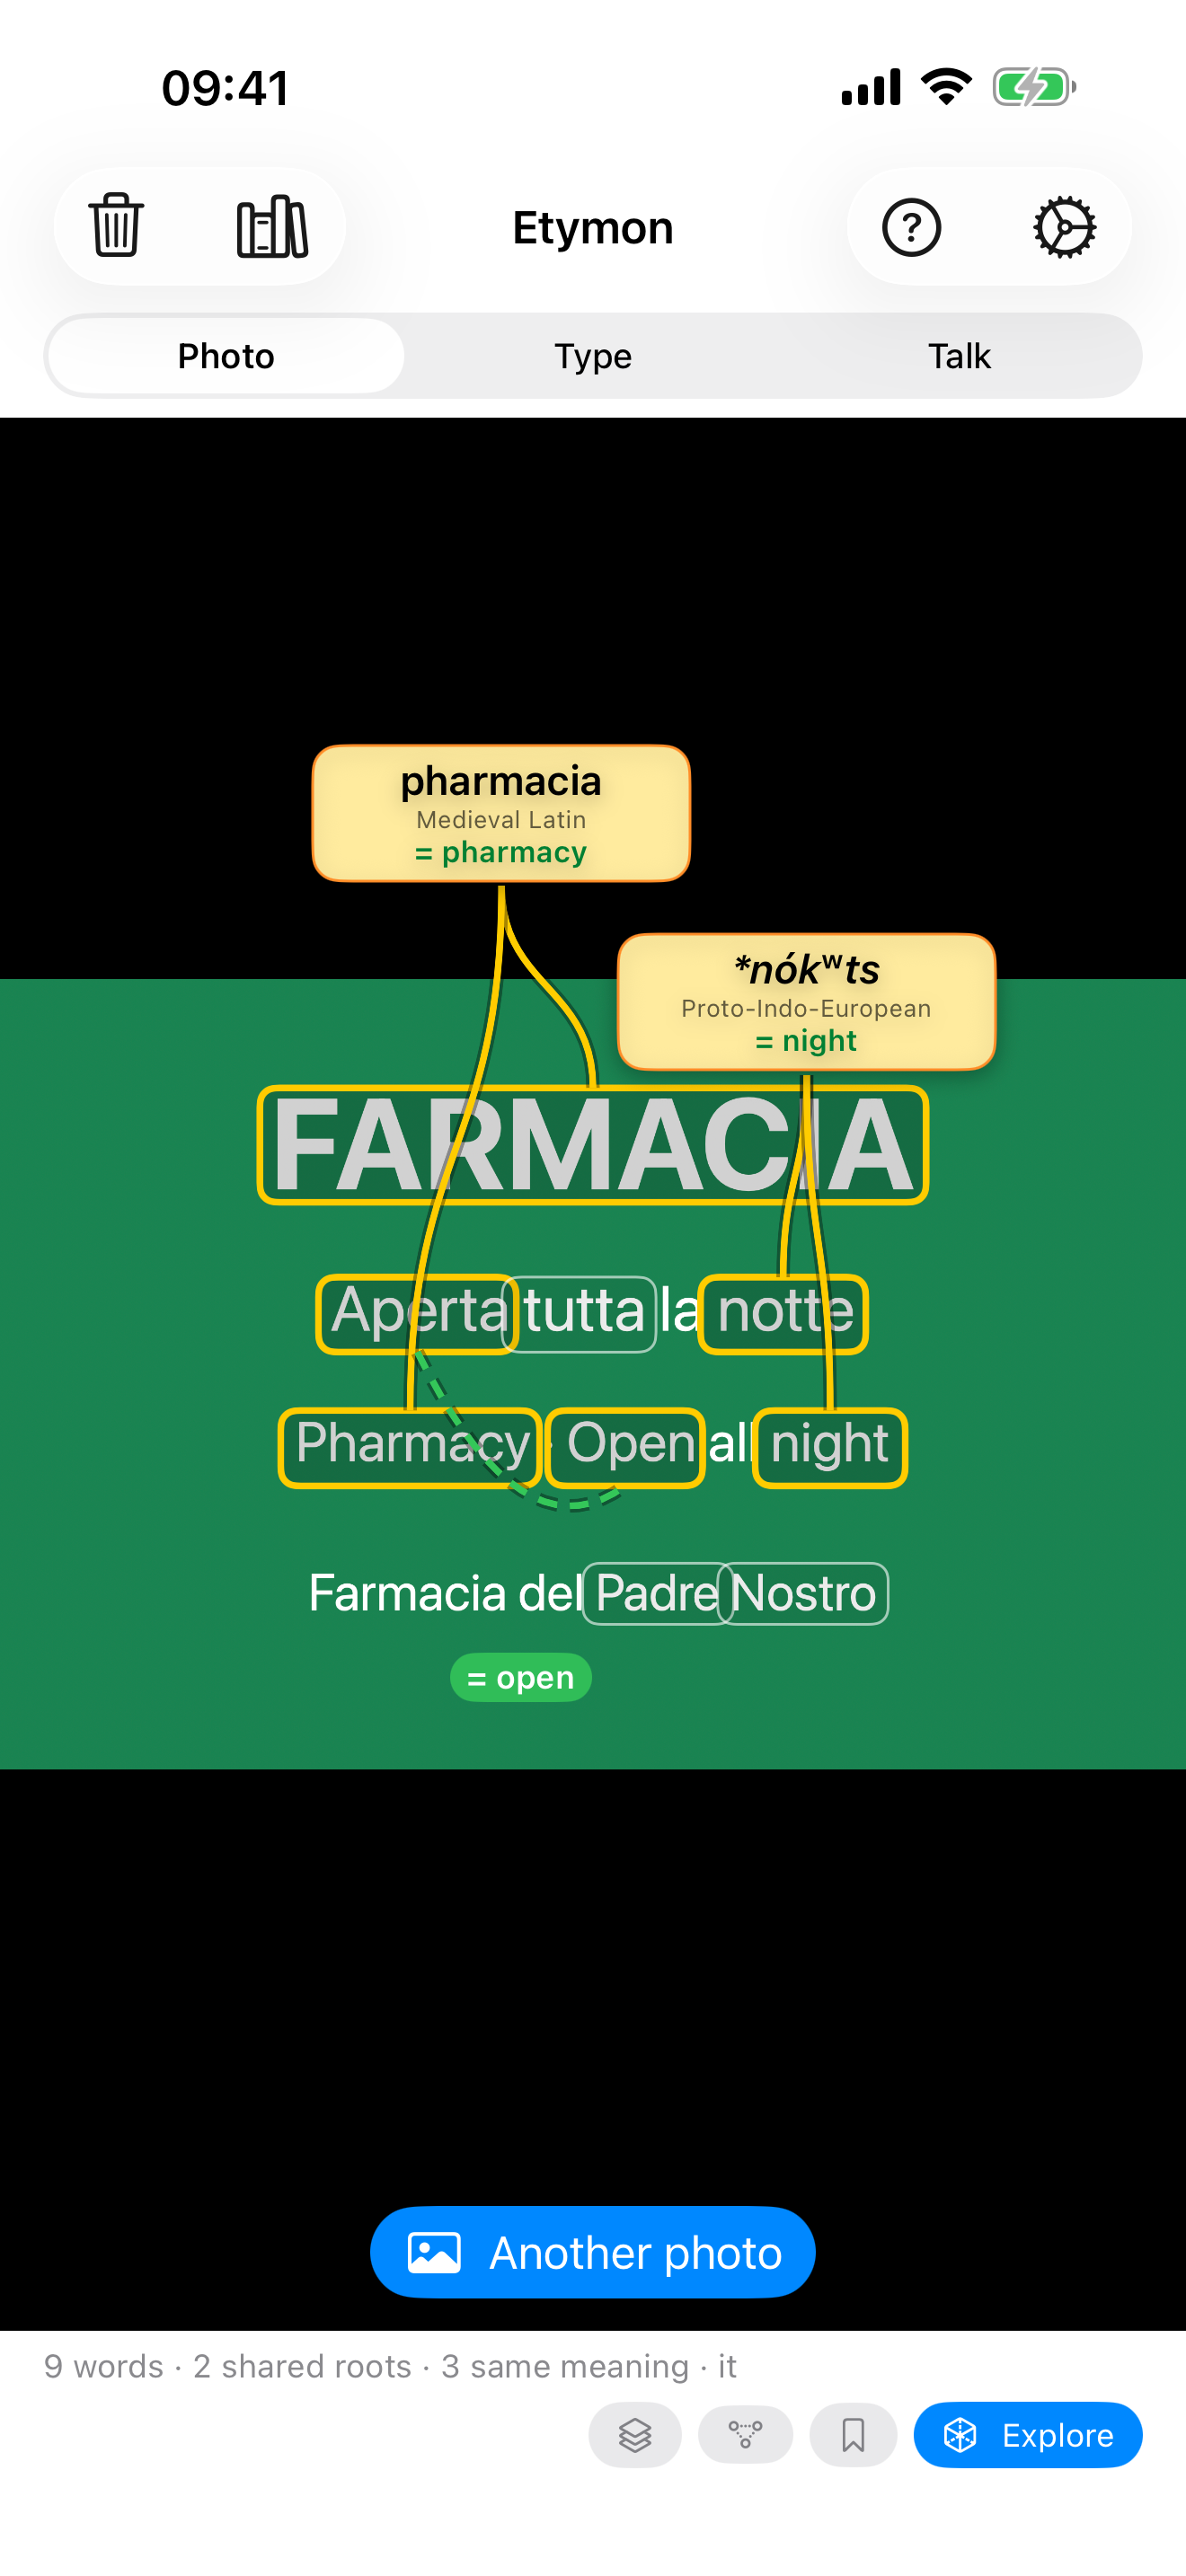 09:41
Etymon
Photo Type Talk
pharmacia
Medieval Latin
= pharmacy
*nókʷts
Proto-Indo-European
= night
FARMACIA
Aperta tutta la notte
Pharmacy · Open all night
Farmacia del Padre Nostro
= open
Another photo
9 words · 2 shared roots · 3 same meaning · it
Explore